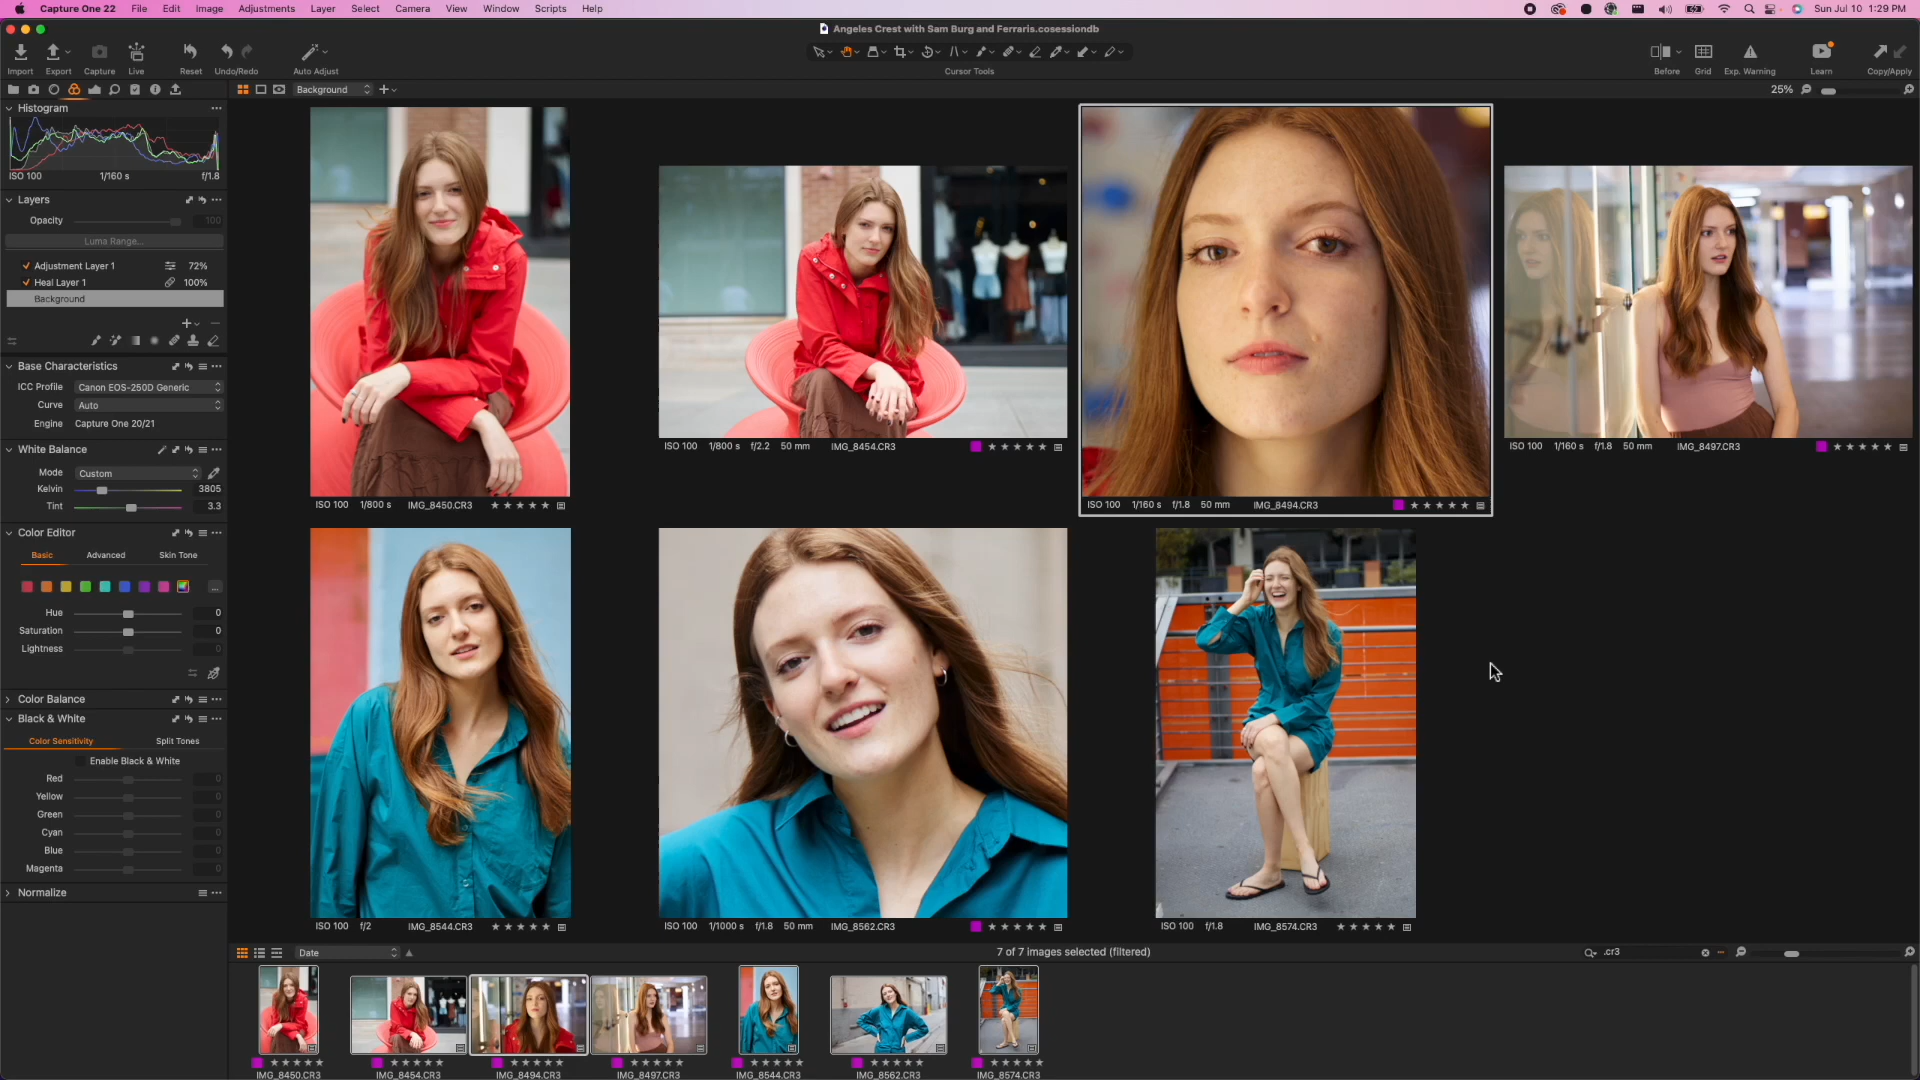 Capture One 22 File Edit Image Adjustments Layer Select Camera View Window Scripts Help Sun Jul 10 1:29 PM
Angeles Crest with Sam Burg and Ferraris.cosessiondb
Import Export Capture Live Reset Undo/Redo Auto Adjust Cursor Tools Before Grid Exp. Warning Learn Copy/Apply
Background 25%
Histogram
ISO 100 1/160 s f/1.8
Layers
Opacity 100
Luma Range...
Adjustment Layer 1 72%
Heal Layer 1 100%
Background
Base Characteristics
ICC Profile Canon EOS-250D Generic
Curve Auto
Engine Capture One 20/21
White Balance
Mode Custom
Kelvin 3805
Tint 3.3
Color Editor
Basic Advanced Skin Tone
Hue 0
Saturation 0
Lightness 0
Color Balance
Black & White
Color Sensitivity Split Tones
Enable Black & White
Red 0
Yellow 0
Green 0
Cyan 0
Blue 0
Magenta 0
Normalize
ISO 100 1/800 s IMG_8450.CR3
ISO 100 1/800 s f/2.2 50 mm IMG_8454.CR3
ISO 100 1/160 s f/1.8 50 mm IMG_8494.CR3
ISO 100 1/160 s f/1.8 50 mm IMG_8497.CR3
ISO 100 f/2 IMG_8544.CR3
ISO 100 1/1000 s f/1.8 50 mm IMG_8562.CR3
ISO 100 f/1.8 IMG_8574.CR3
Date 7 of 7 images selected (filtered) .cr3
IMG_8450.CR3 IMG_8454.CR3 IMG_8494.CR3 IMG_8497.CR3 IMG_8544.CR3 IMG_8562.CR3 IMG_8574.CR3